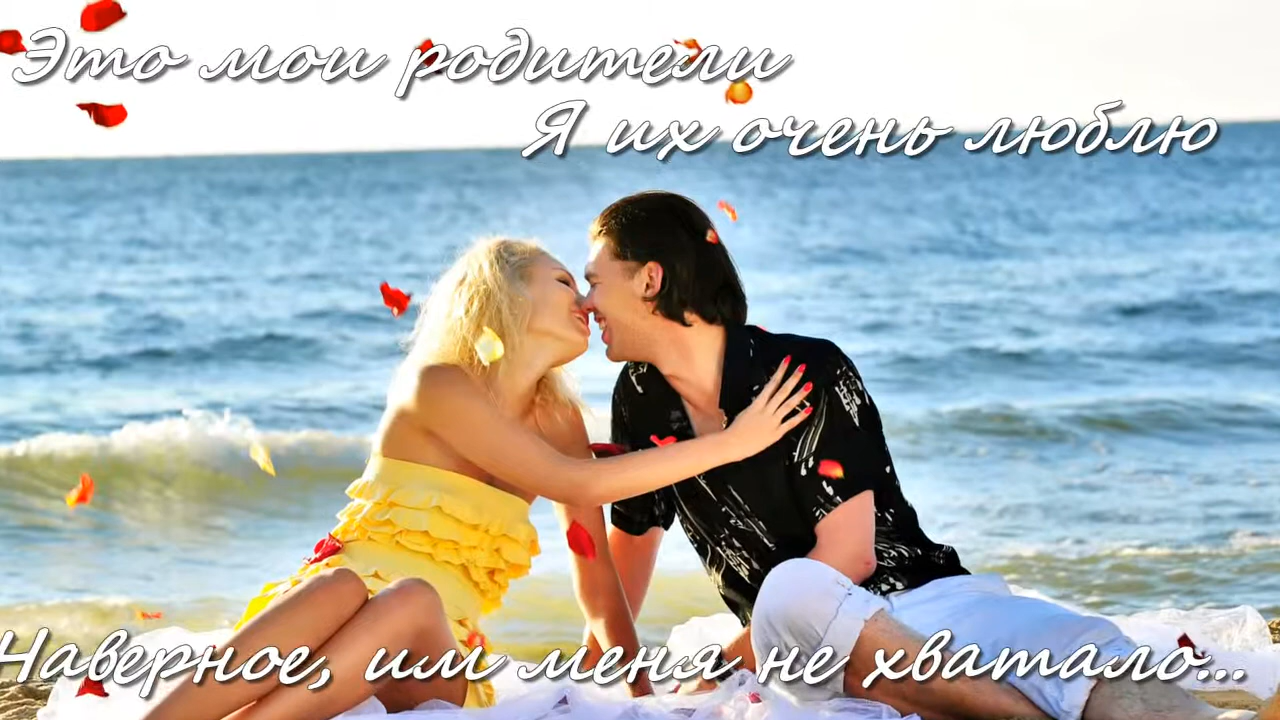 Это мои родители
Я их очень люблю
Наверное, им меня не хватало...